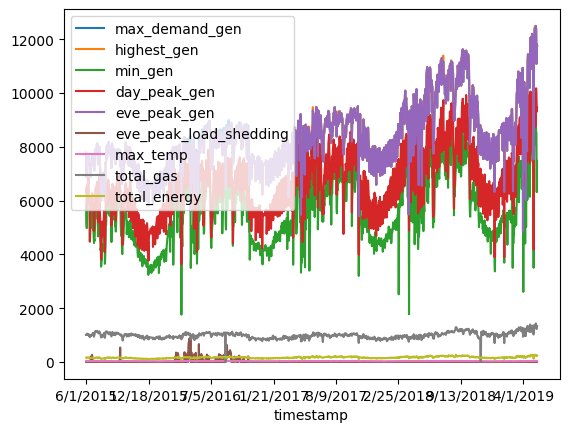 12000
10000
8000
6000
4000
2000
0
max_demand_gen
highest_gen
min_gen
day_peak_gen
eve_peak_gen
eve_peak_load_shedding
max_temp
total_gas
total_energy
6/1/2015 12/18/2015 7/5/2016 1/21/2017 8/9/2017 2/25/2018 9/13/2018 4/1/2019
timestamp